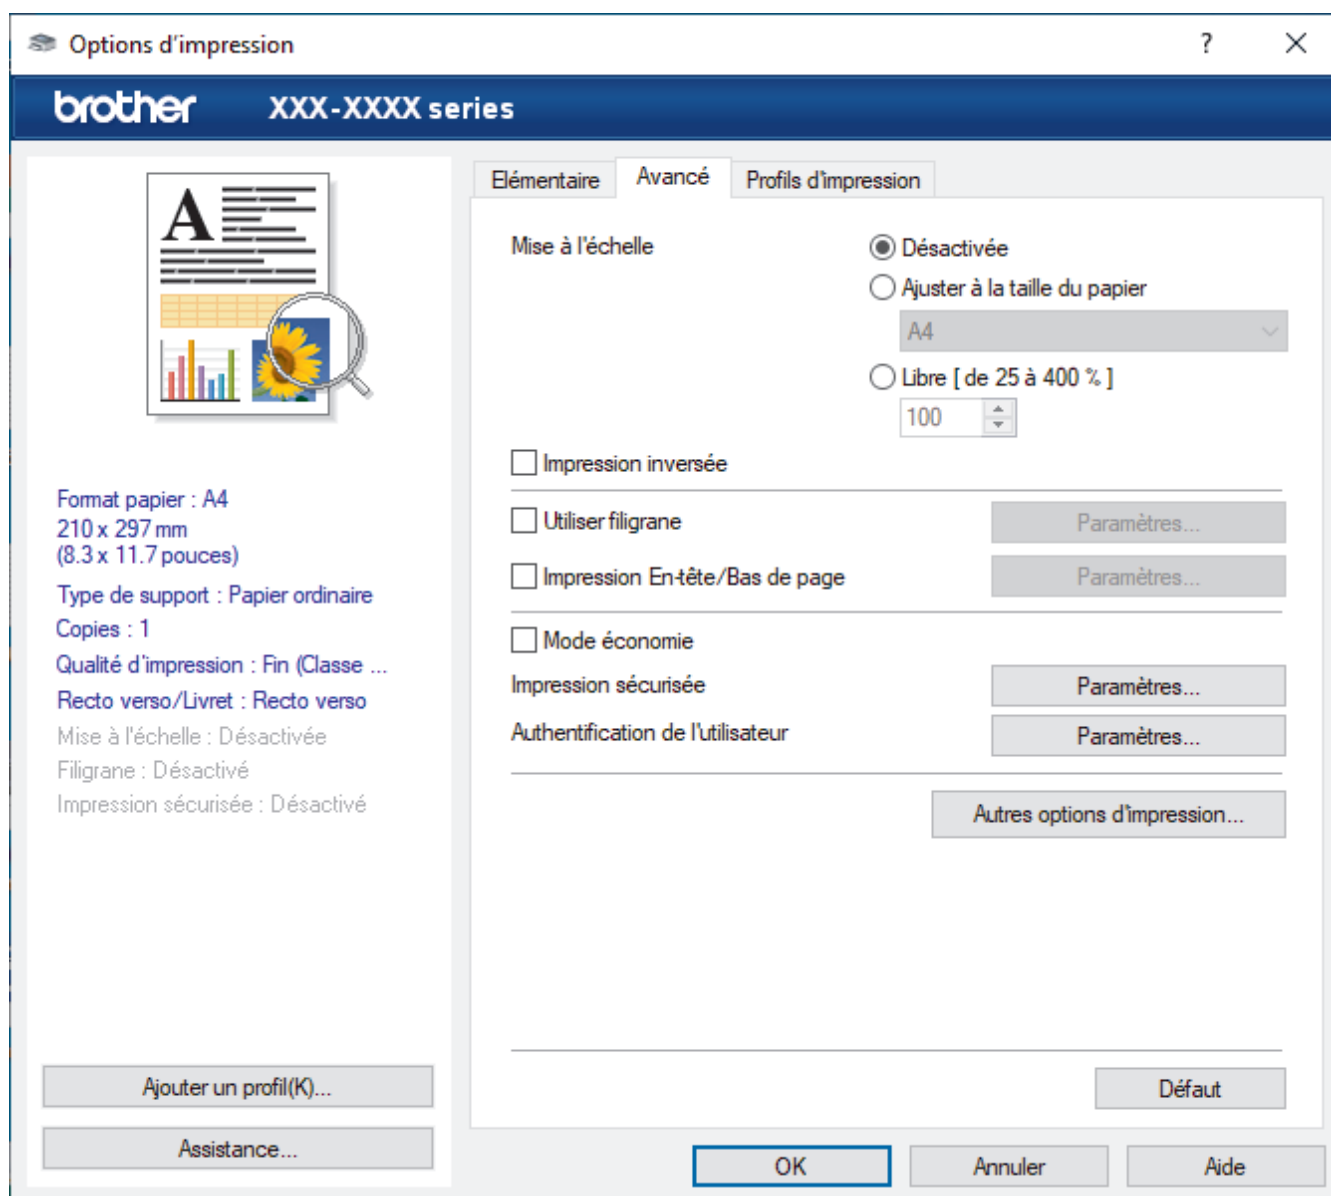 Options d'impression
?
brother XXX-XXXX series
A
Format papier : A4
210 x 297 mm
(8.3 x 11.7 pouces)
Type de support : Papier ordinaire
Copies : 1
Qualité d'impression : Fin (Classe ...
Recto verso/Livret : Recto verso
Mise à l'échelle : Désactivée
Filigrane : Désactivé
Impression sécurisée : Désactivé
Ajouter un profil(K)...
Assistance...
Elémentaire Avancé Profils d'impression
Mise à l'échelle Désactivée
Ajuster à la taille du papier
A4
Libre [ de 25 à 400 % ]
100
Impression inversée
Utiliser filigrane Paramètres...
Impression En-tête/Bas de page Paramètres...
Mode économie
Impression sécurisée Paramètres...
Authentification de l'utilisateur Paramètres...
Autres options d'impression...
Défaut
OK Annuler Aide